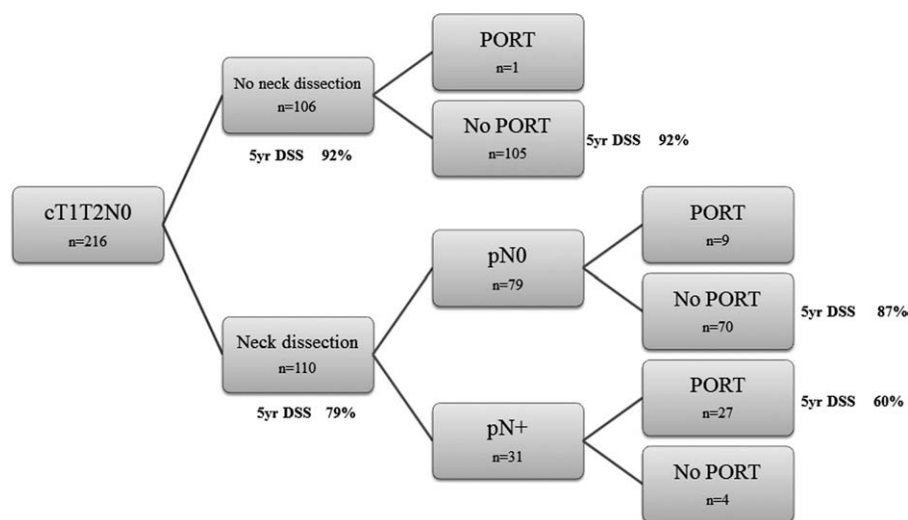 PORT
n=1
No neck dissection
n=106
5yr DSS 92%
No PORT
n=105
5yr DSS 92%
cT1T2N0
n=216
PORT
n=9
pN0
n=79
No PORT
n=70
5yr DSS 87%
Neck dissection
n=110
5yr DSS 79%
PORT
n=27
5yr DSS 60%
pN+
n=31
No PORT
n=4